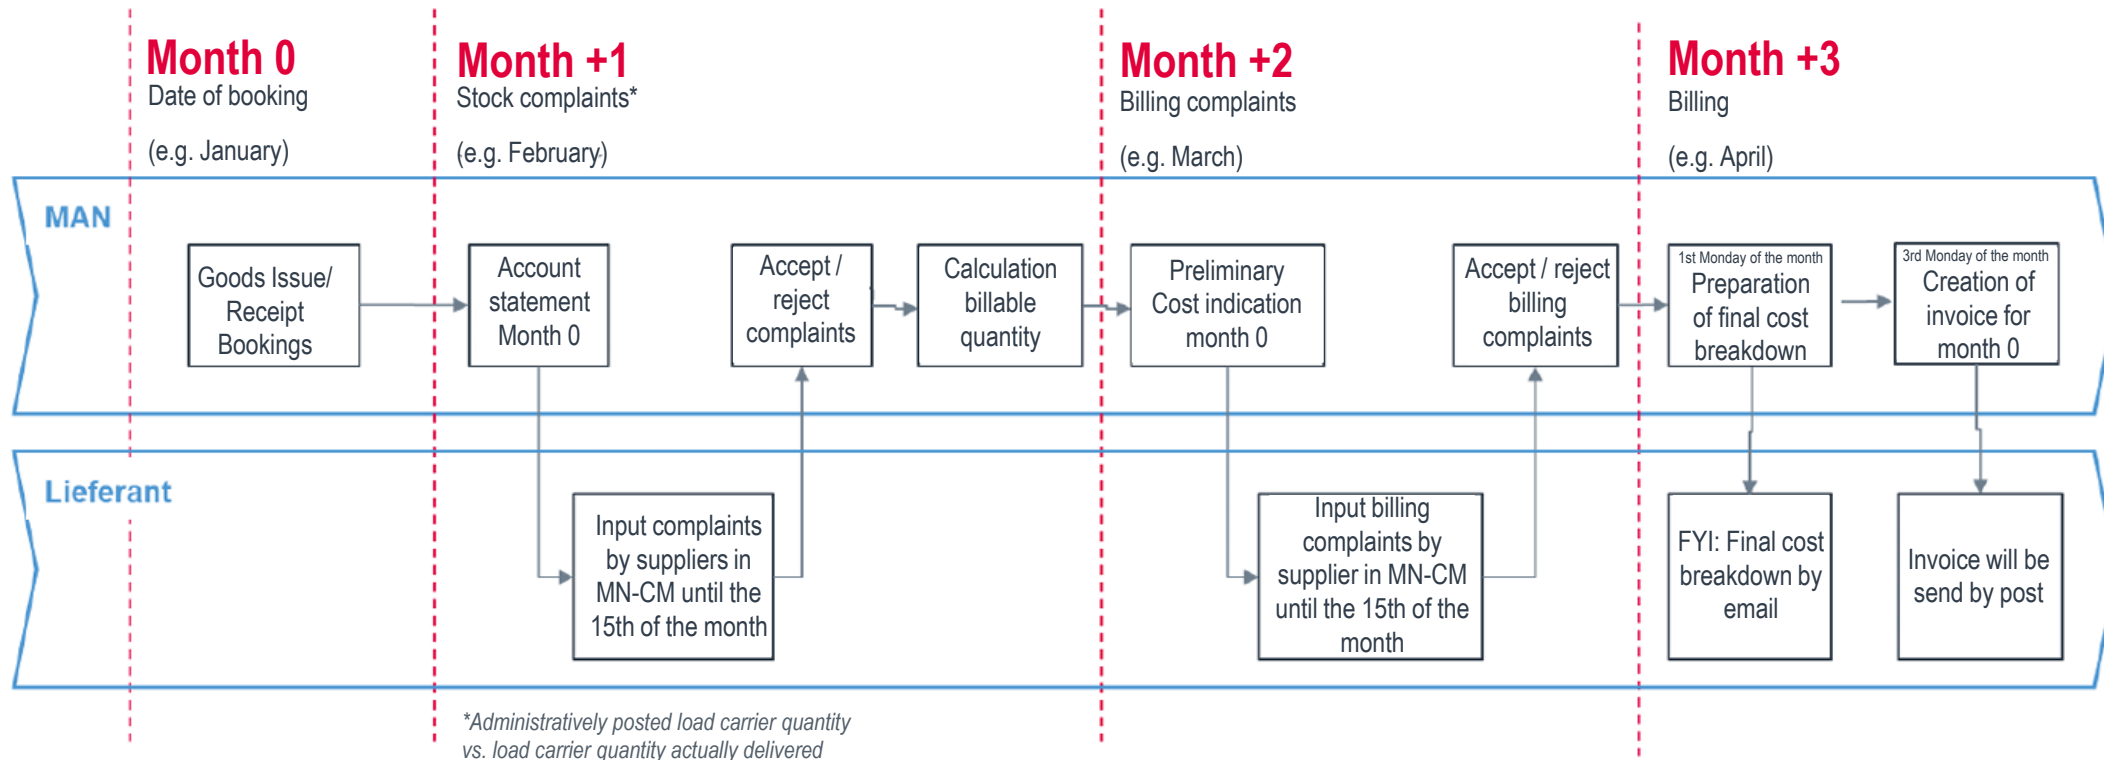 Month 0
Date of booking
(e.g. January)
Month +1
Stock complaints*
(e.g. February)
Month +2
Billing complaints
(e.g. March)
Month +3
Billing
(e.g. April)
MAN
Goods Issue/
Receipt
Bookings
Account
statement
Month 0
Accept /
reject
complaints
Calculation
billable
quantity
Preliminary
Cost indication
month 0
Accept / reject
billing
complaints
1st Monday of the month
Preparation
of final cost
breakdown
3rd Monday of the month
Creation of
invoice for
month 0
Lieferant
Input complaints
by suppliers in
MN-CM until the
15th of the month
Input billing
complaints by
supplier in MN-CM
until the 15th of the
month
FYI: Final cost
breakdown by
email
Invoice will be
send by post
*Administratively posted load carrier quantity
vs. load carrier quantity actually delivered